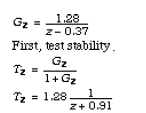 G_z = 1.28 / (z − 0.37)
First, test stability.
T_z = G_z / (1 + G_z)
T_z = 1.28 1 / (z + 0.91)